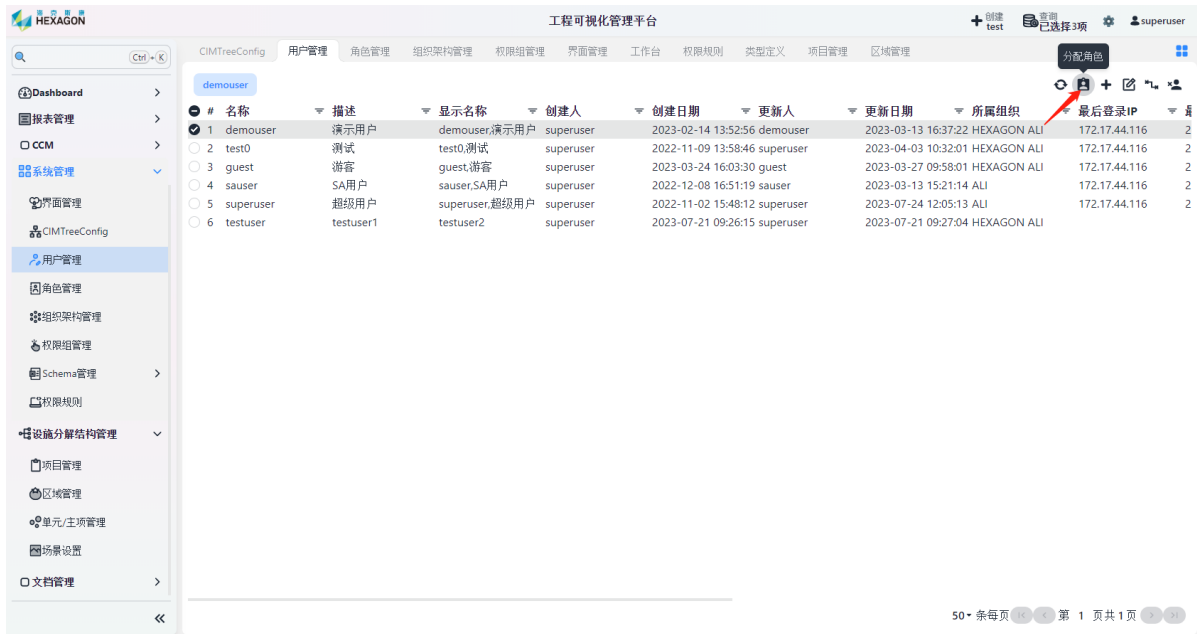 海克斯康
HEXAGON
工程可视化管理平台
创建
test
查询
已选择3项
superuser
Ctrl + K
CIMTreeConfig 用户管理 角色管理 组织架构管理 权限组管理 界面管理 工作台 权限规则 类型定义 项目管理 区域管理
分配角色
demouser
Dashboard
报表管理
CCM
系统管理
界面管理
CIMTreeConfig
用户管理
角色管理
组织架构管理
权限组管理
Schema管理
权限规则
设施分解结构管理
项目管理
区域管理
单元/主项管理
场景设置
文档管理
# 名称 描述 显示名称 创建人 创建日期 更新人 更新日期 所属组织 最后登录IP
1 demouser 演示用户 demouser,演示用户 superuser 2023-02-14 13:52:56 demouser 2023-03-13 16:37:22 HEXAGON ALI 172.17.44.116 2
2 test0 测试 test0,测试 superuser 2022-11-09 13:58:46 superuser 2023-04-03 10:32:01 HEXAGON ALI 172.17.44.116 2
3 guest 游客 guest,游客 superuser 2023-03-24 16:03:30 guest 2023-03-27 09:58:01 HEXAGON ALI 172.17.44.116 2
4 sauser SA用户 sauser,SA用户 superuser 2022-12-08 16:51:19 sauser 2023-03-13 15:21:14 ALI 172.17.44.116 2
5 superuser 超级用户 superuser,超级用户 superuser 2022-11-02 15:48:12 superuser 2023-07-24 12:05:13 ALI 172.17.44.116 2
6 testuser testuser1 testuser2 superuser 2023-07-21 09:26:15 superuser 2023-07-21 09:27:04 HEXAGON ALI
50 条每页 第 1 页共1页